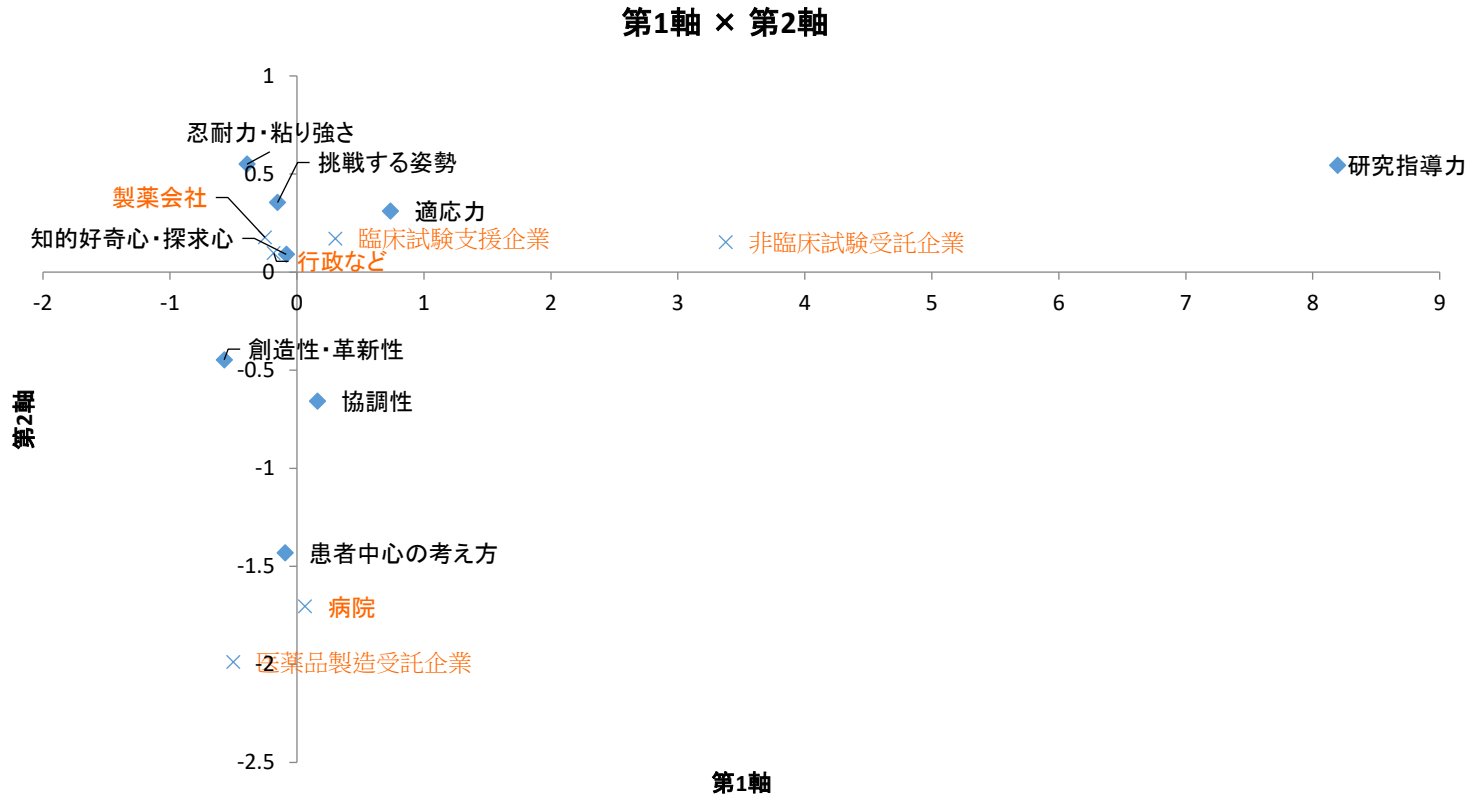 第1軸 × 第2軸
1
忍耐力・粘り強さ
挑戦する姿勢
0.5
研究指導力
製薬会社
適応力
知的好奇心・探求心
臨床試験支援企業
非臨床試験受託企業
行政など
0
-2
-1
0
1
2
3
4
5
6
7
8
9
創造性・革新性
-0.5
協調性
第2軸
-1
患者中心の考え方
-1.5
病院
-2
医薬品製造受託企業
-2.5
第1軸